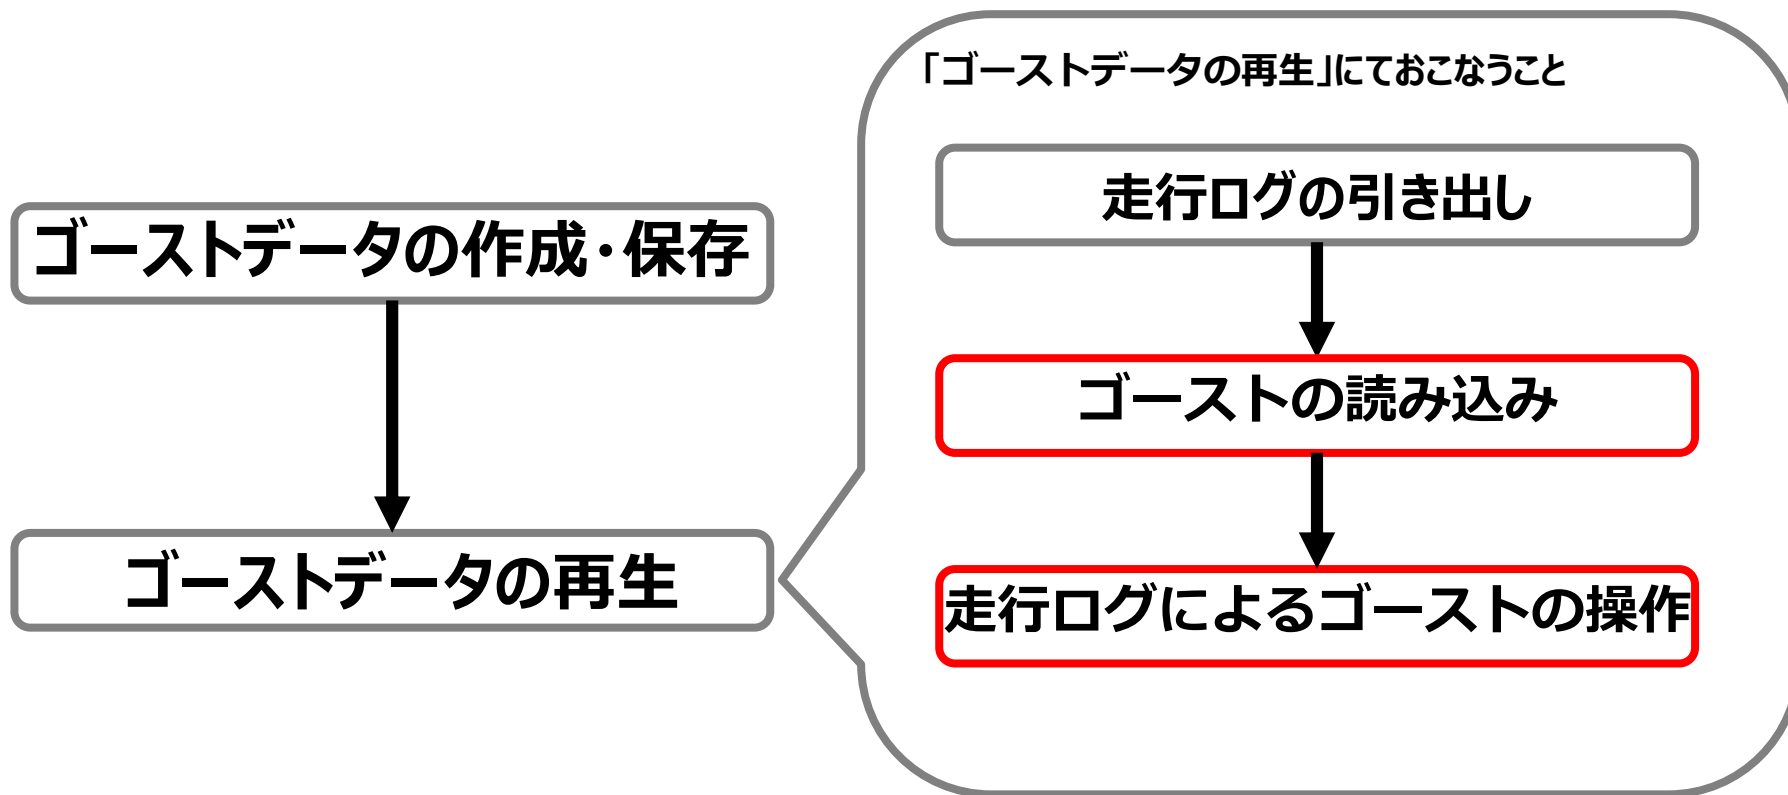 ゴーストデータの作成・保存
ゴーストデータの再生
「ゴーストデータの再生」にておこなうこと
走行ログの引き出し
ゴーストの読み込み
走行ログによるゴーストの操作